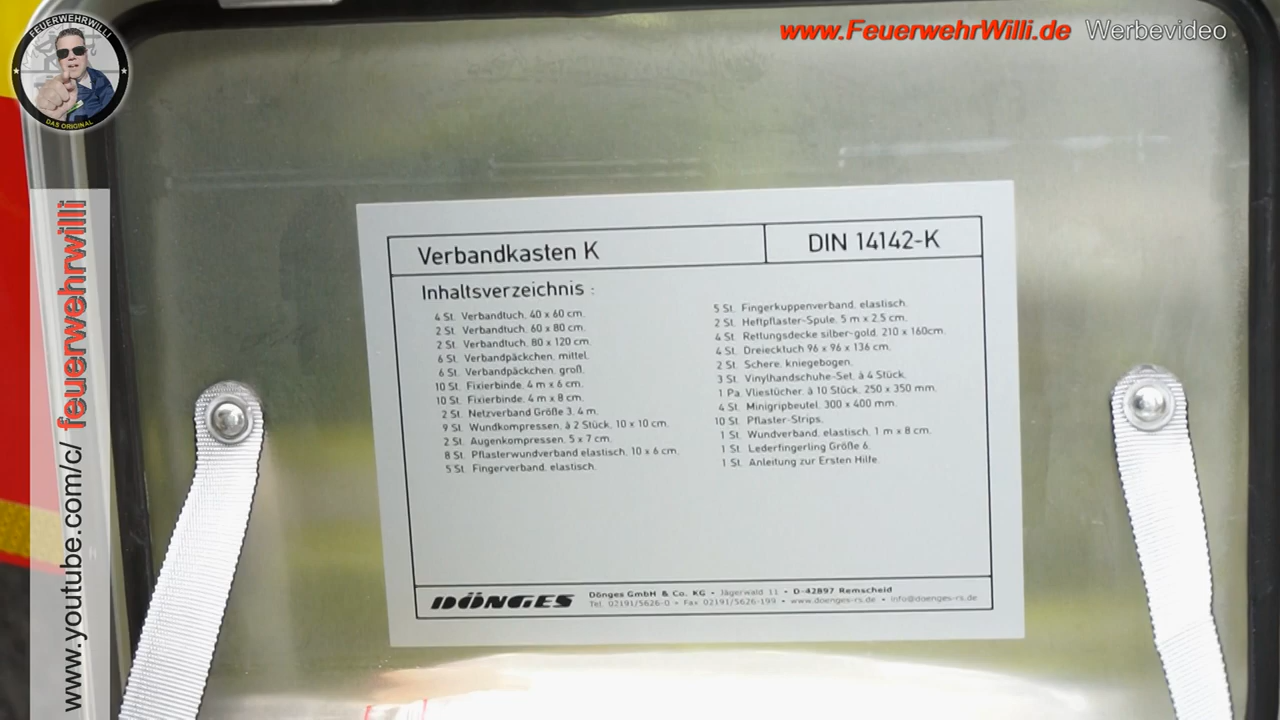 FEUERWEHRWILLI
DAS ORIGINAL
www.FeuerwehrWilli.de Werbevideo
www.youtube.com/c/ feuerwehrwilli
Verbandkasten K
DIN 14142-K
Inhaltsverzeichnis :
4 St. Verbandtuch, 40 x 60 cm.
2 St. Verbandtuch, 60 x 80 cm.
2 St. Verbandtuch, 80 x 120 cm.
6 St. Verbandpäckchen, mittel.
6 St. Verbandpäckchen, groß.
10 St. Fixierbinde, 4 m x 6 cm.
10 St. Fixierbinde, 4 m x 8 cm.
2 St. Netzverband Größe 3, 4 m.
9 St. Wundkompressen, à 2 Stück, 10 x 10 cm.
2 St. Augenkompressen, 5 x 7 cm.
8 St. Pflasterwundverband elastisch, 10 x 6 cm.
5 St. Fingerverband, elastisch.
5 St. Fingerkuppenverband, elastisch.
2 St. Heftpflaster-Spule, 5 m x 2,5 cm.
4 St. Rettungsdecke silber-gold, 210 x 160cm.
4 St. Dreiecktuch 96 x 96 x 136 cm.
2 St. Schere, kniegebogen.
3 St. Vinylhandschuhe-Set, à 4 Stück.
1 Pa. Vliestücher, à 10 Stück, 250 x 350 mm.
4 St. Minigripbeutel, 300 x 400 mm.
10 St. Pflaster-Strips.
1 St. Wundverband, elastisch, 1 m x 8 cm.
1 St. Lederfingerling Größe 6.
1 St. Anleitung zur Ersten Hilfe.
DÖNGES
Dönges GmbH & Co. KG • Jägerwald 11 • D-42897 Remscheid
Tel. 02191/5626-0 • Fax 02191/5626-199 • www.doenges-rs.de • info@doenges-rs.de